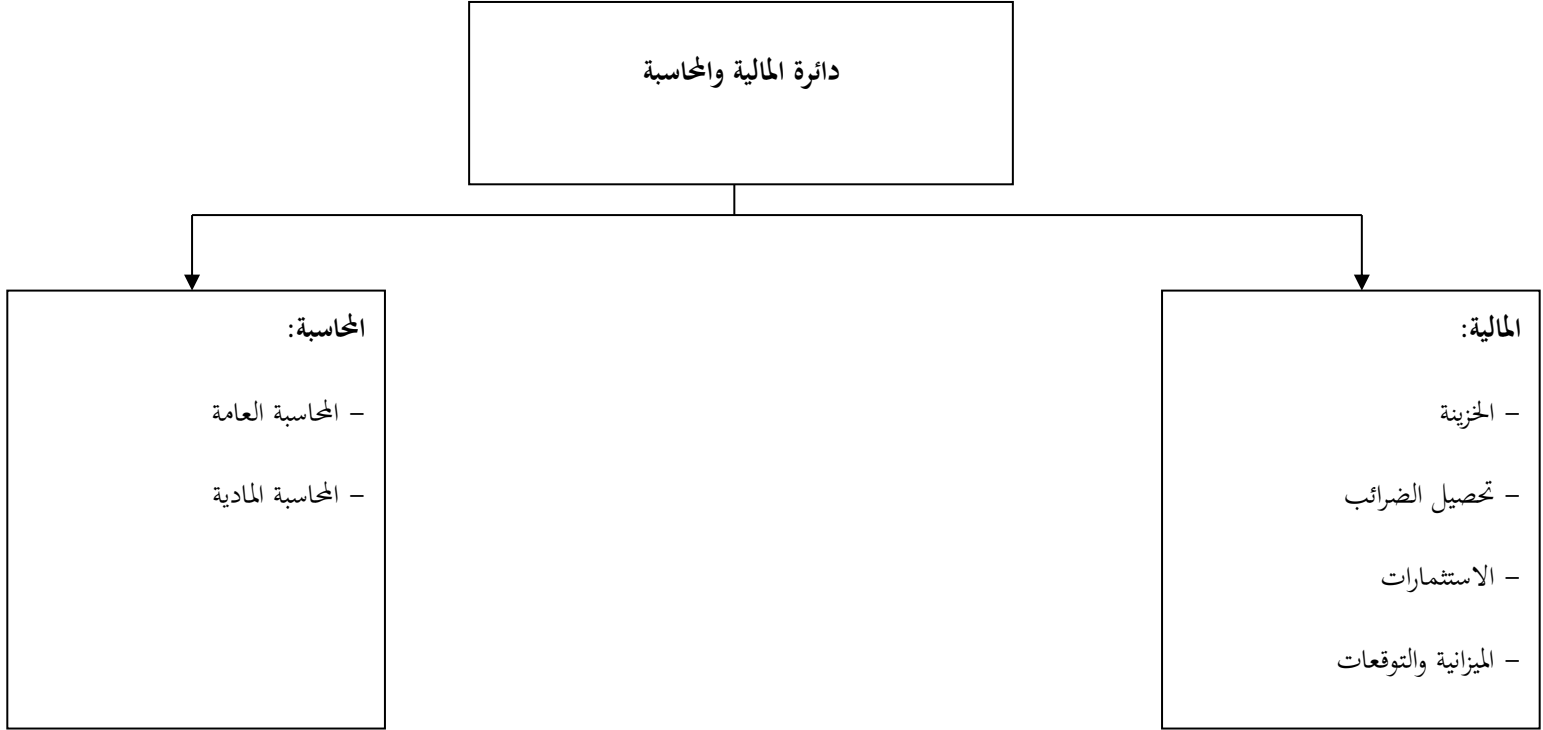 دائرة المالية والمحاسبة
المالية:
– الخزينة
– تحصيل الضرائب
– الاستثمارات
– الميزانية والتوقعات
المحاسبة:
– المحاسبة العامة
– المحاسبة المادية